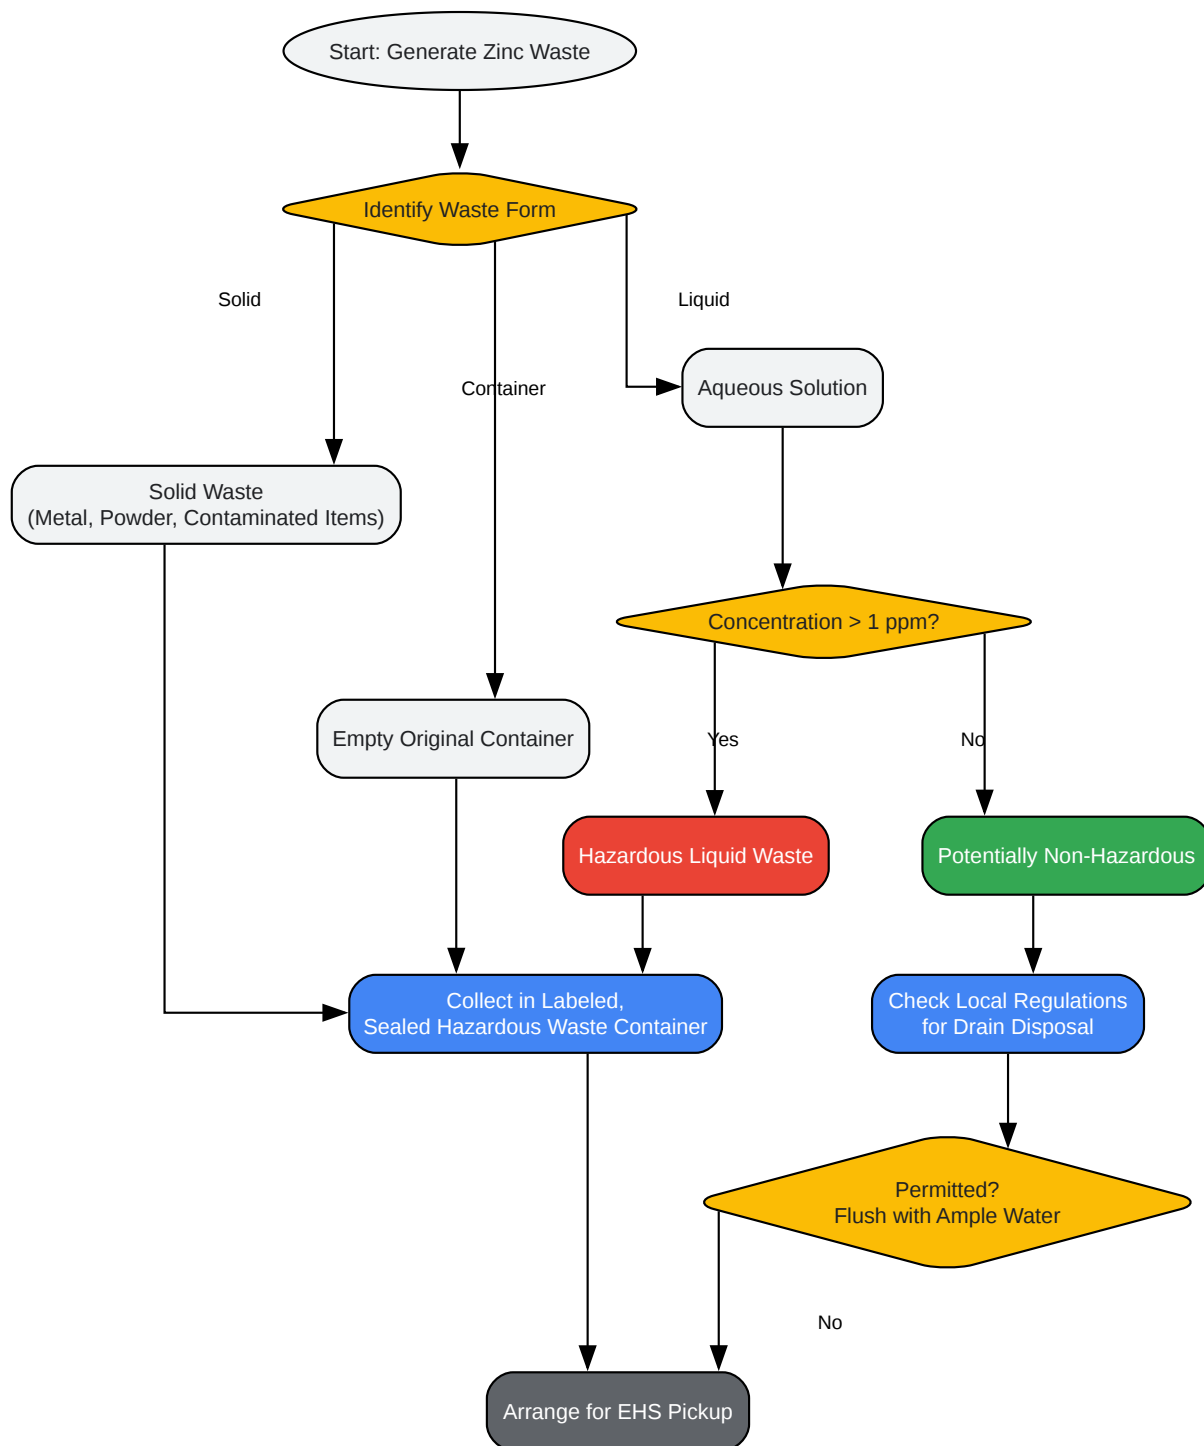 Start: Generate Zinc Waste
Identify Waste Form
Solid
Liquid
Container
Aqueous Solution
Solid Waste
(Metal, Powder, Contaminated Items)
Concentration > 1 ppm?
Empty Original Container
Yes
No
Hazardous Liquid Waste
Potentially Non-Hazardous
Collect in Labeled,
Sealed Hazardous Waste Container
Check Local Regulations
for Drain Disposal
Permitted?
Flush with Ample Water
No
Arrange for EHS Pickup